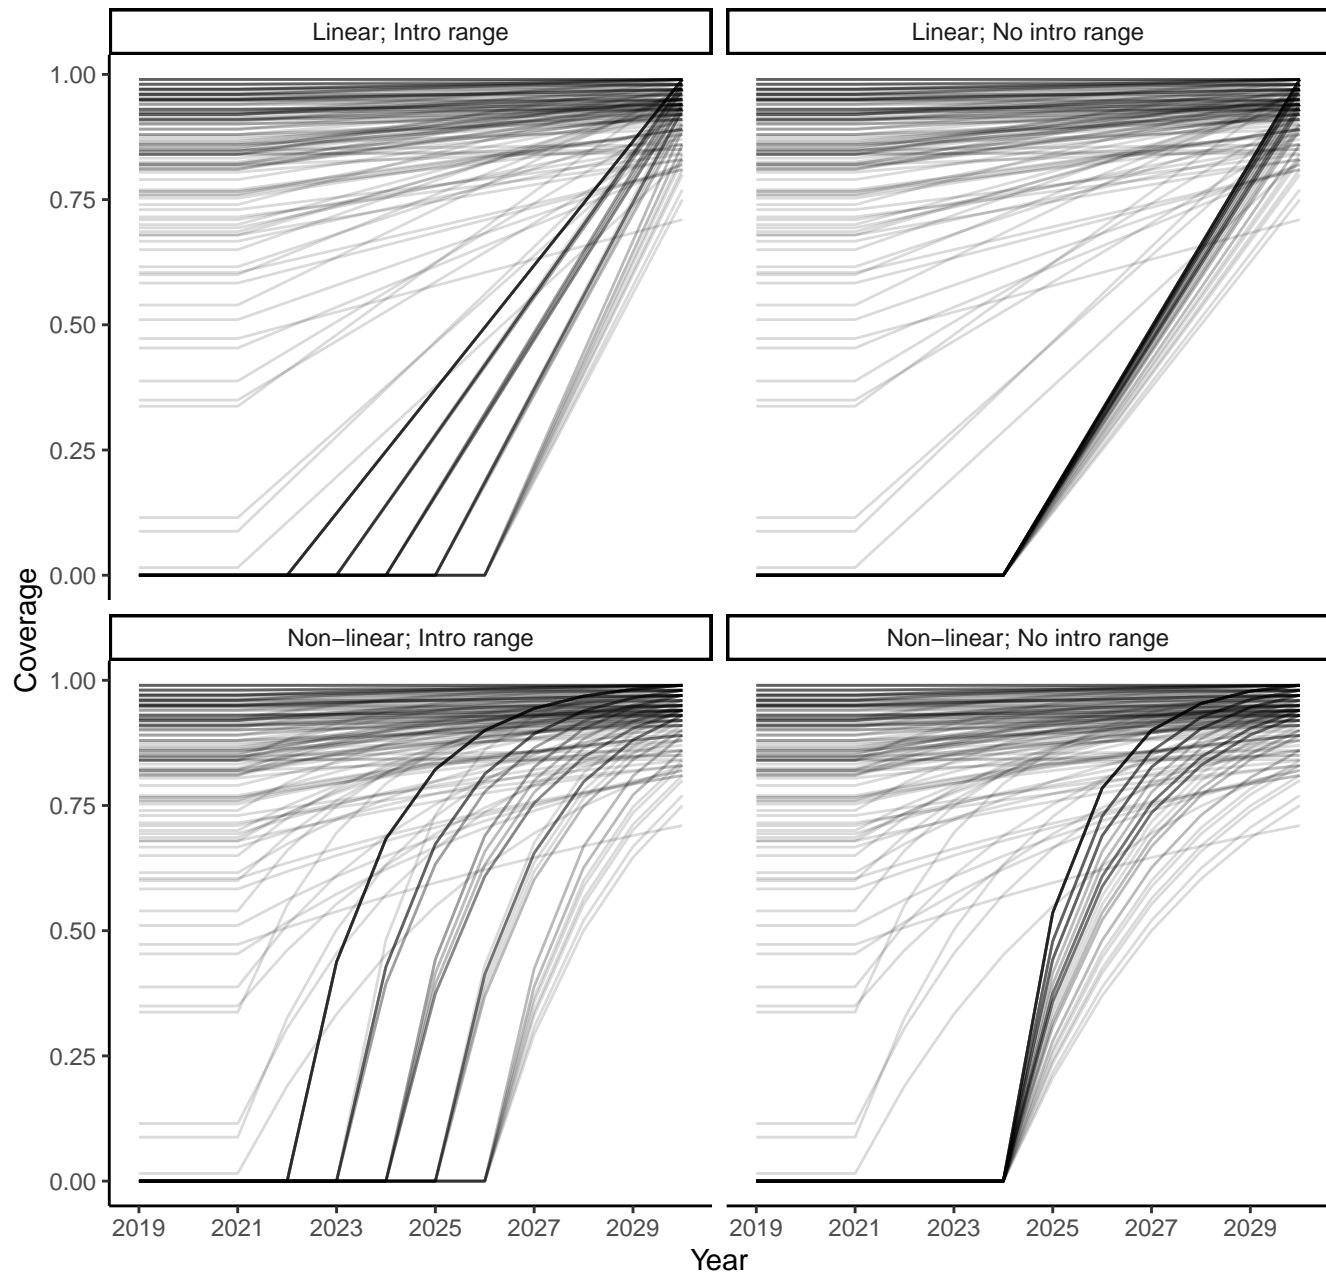 Linear; Intro range
Linear; No intro range
1.00
0.75
0.50
0.25
0.00
Coverage
Non−linear; Intro range
Non−linear; No intro range
1.00
0.75
0.50
0.25
0.00
2019 2021 2023 2025 2027 2029
2019 2021 2023 2025 2027 2029
Year